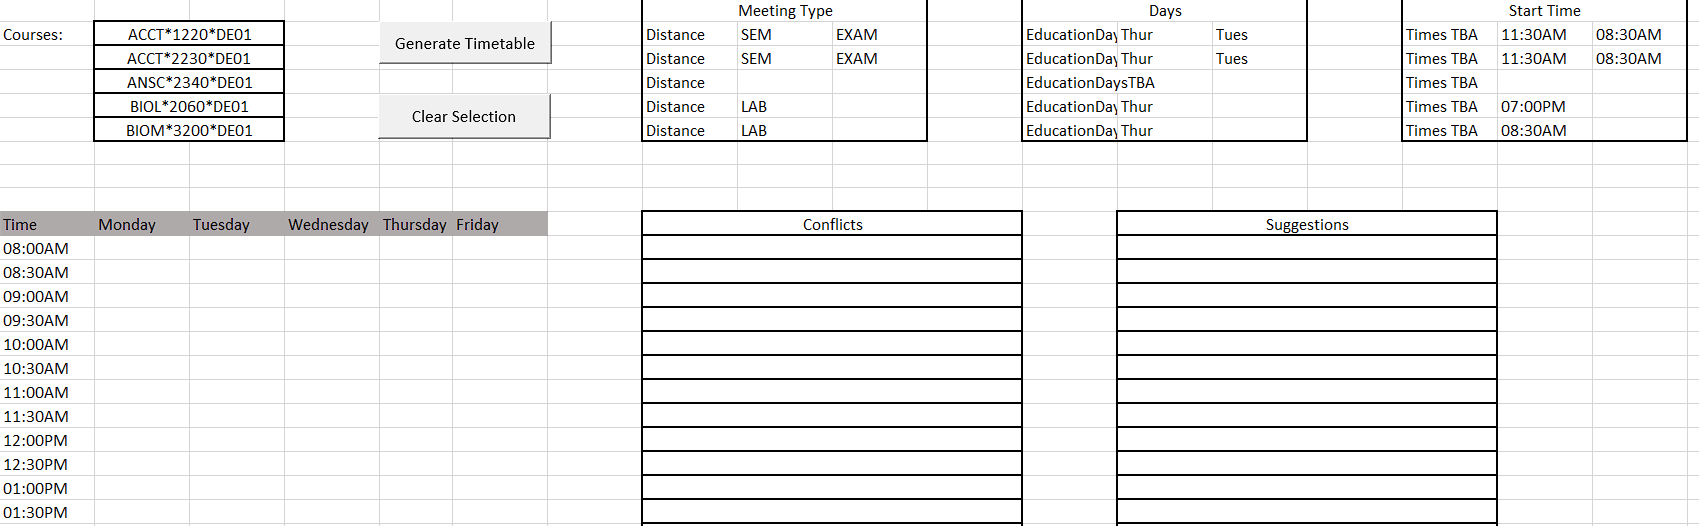 Meeting Type Days Start Time
Courses: ACCT*1220*DE01 Generate Timetable Distance SEM EXAM EducationDay Thur Tues Times TBA 11:30AM 08:30AM
ACCT*2230*DE01 Distance SEM EXAM EducationDay Thur Tues Times TBA 11:30AM 08:30AM
ANSC*2340*DE01 Distance EducationDaysTBA Times TBA
BIOL*2060*DE01 Clear Selection Distance LAB EducationDay Thur Times TBA 07:00PM
BIOM*3200*DE01 Distance LAB EducationDay Thur Times TBA 08:30AM
Time Monday Tuesday Wednesday Thursday Friday Conflicts Suggestions
08:00AM
08:30AM
09:00AM
09:30AM
10:00AM
10:30AM
11:00AM
11:30AM
12:00PM
12:30PM
01:00PM
01:30PM